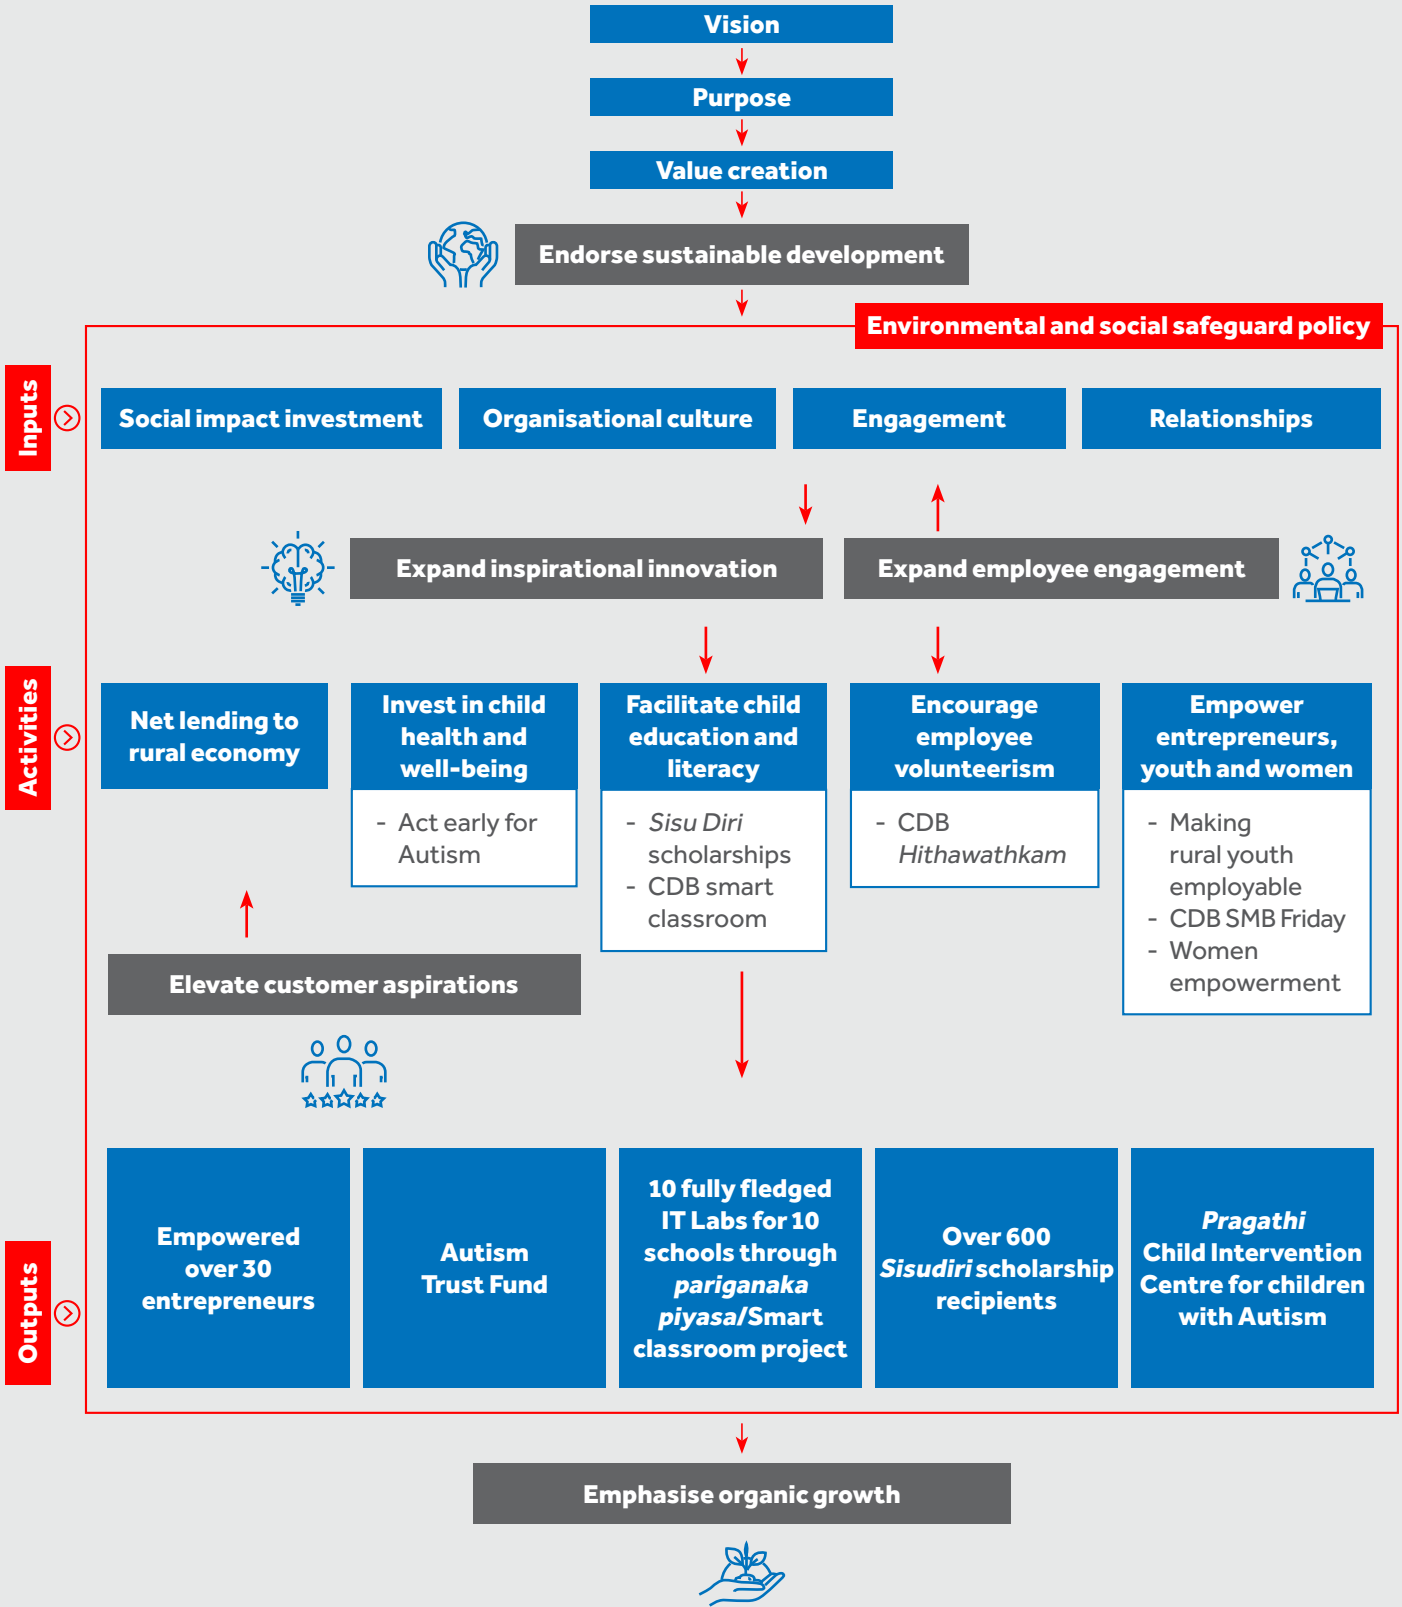 Vision
Purpose
Value creation
Endorse sustainable development
Environmental and social safeguard policy
Inputs
Social impact investment
Organisational culture
Engagement
Relationships
Expand inspirational innovation
Expand employee engagement
Activities
Net lending to
rural economy
Invest in child
health and
well-being
- Act early for
Autism
Facilitate child
education and
literacy
- Sisu Diri
scholarships
- CDB smart
classroom
Encourage
employee
volunteerism
- CDB
Hithawathkam
Empower
entrepreneurs,
youth and women
- Making
rural youth
employable
- CDB SMB Friday
- Women
empowerment
Elevate customer aspirations
Outputs
Empowered
over 30
entrepreneurs
Autism
Trust Fund
10 fully fledged
IT Labs for 10
schools through
pariganaka
piyasa/Smart
classroom project
Over 600
Sisudiri scholarship
recipients
Pragathi
Child Intervention
Centre for children
with Autism
Emphasise organic growth